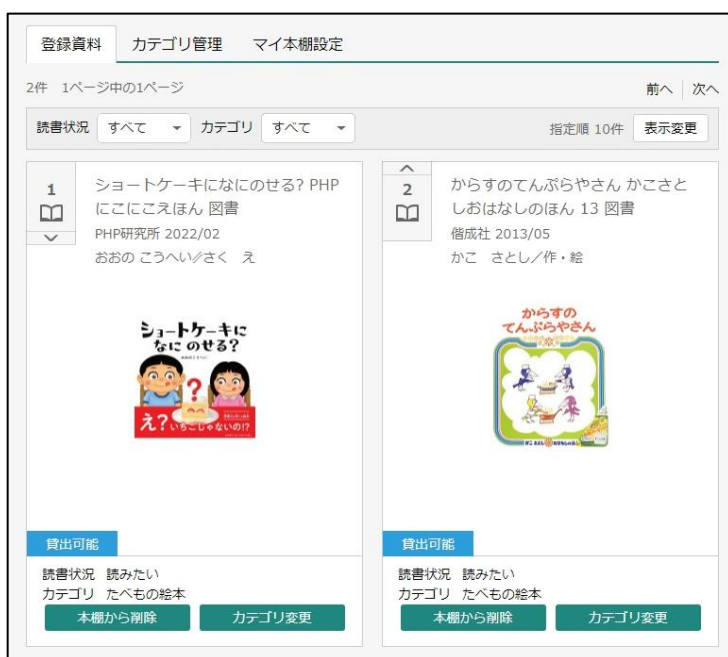 登録資料 カテゴリ管理 マイ本棚設定
2件 1ページ中の1ページ 前へ 次へ
読書状況 すべて カテゴリ すべて 指定順 10件 表示変更
1
ショートケーキになにのせる? PHP
にこにこえほん 図書
PHP研究所 2022/02
おおの こうへい∥さく え
ショートケーキに
なに のせる?
?
え?いちごじゃないの!?
貸出可能
読書状況 読みたい
カテゴリ たべもの絵本
本棚から削除 カテゴリ変更
2
からすのてんぷらやさん かこさと
しおはなしのほん 13 図書
偕成社 2013/05
かこ さとし/作・絵
からすの
てんぷらやさん
貸出可能
読書状況 読みたい
カテゴリ たべもの絵本
本棚から削除 カテゴリ変更